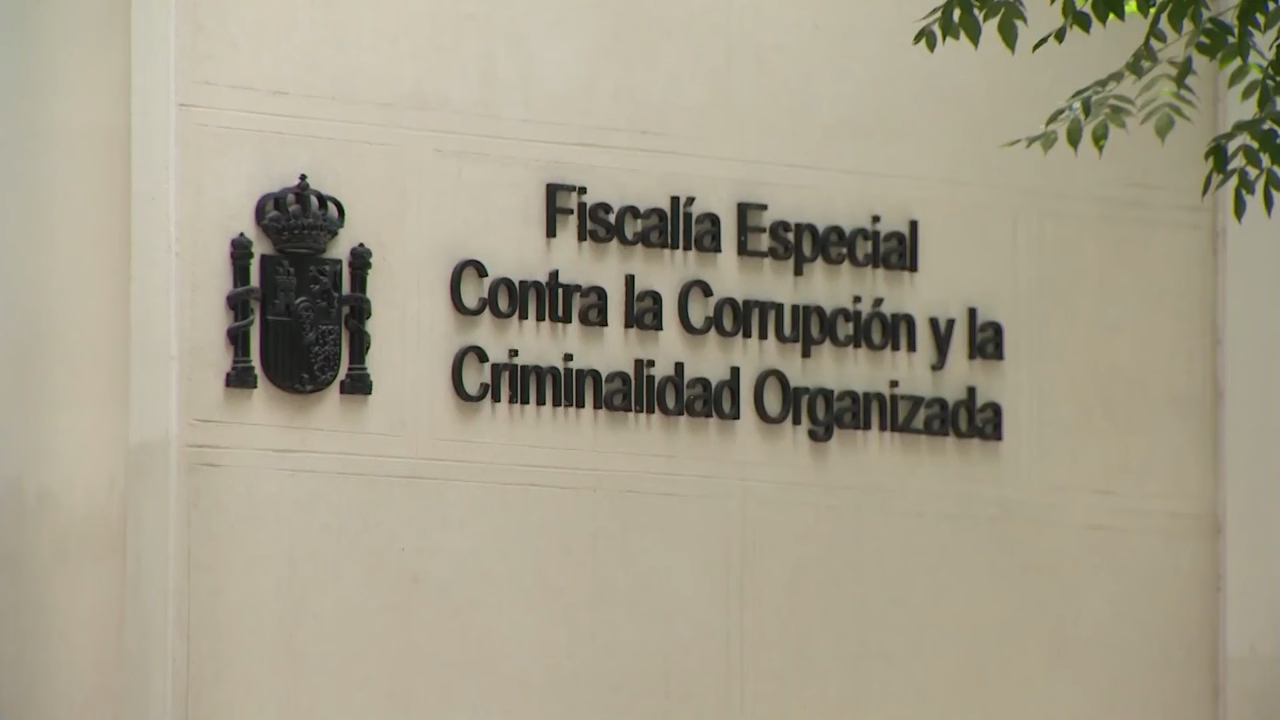 Fiscalía Especial
Contra la Corrupción y la
Criminalidad Organizada